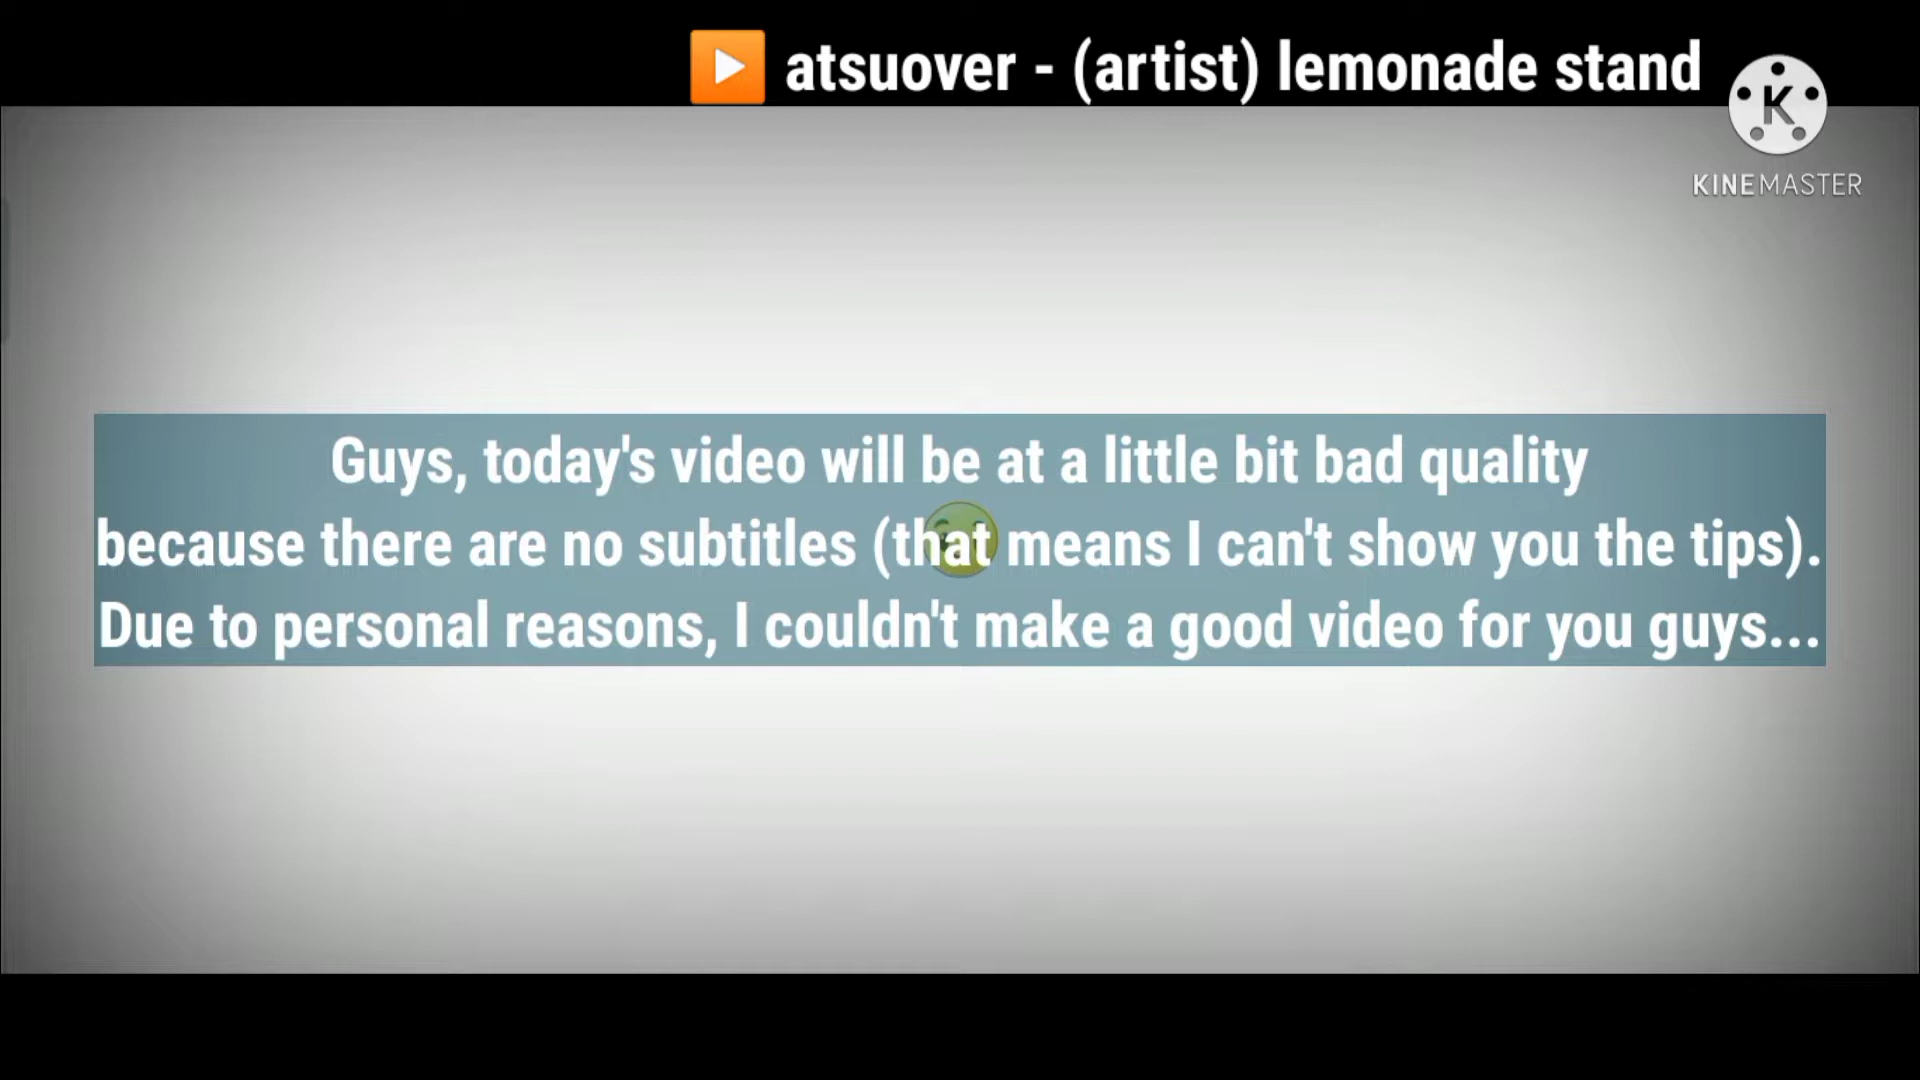 atsuover - (artist) lemonade stand
KINEMASTER
Guys, today's video will be at a little bit bad quality
because there are no subtitles (that means I can't show you the tips).
Due to personal reasons, I couldn't make a good video for you guys...